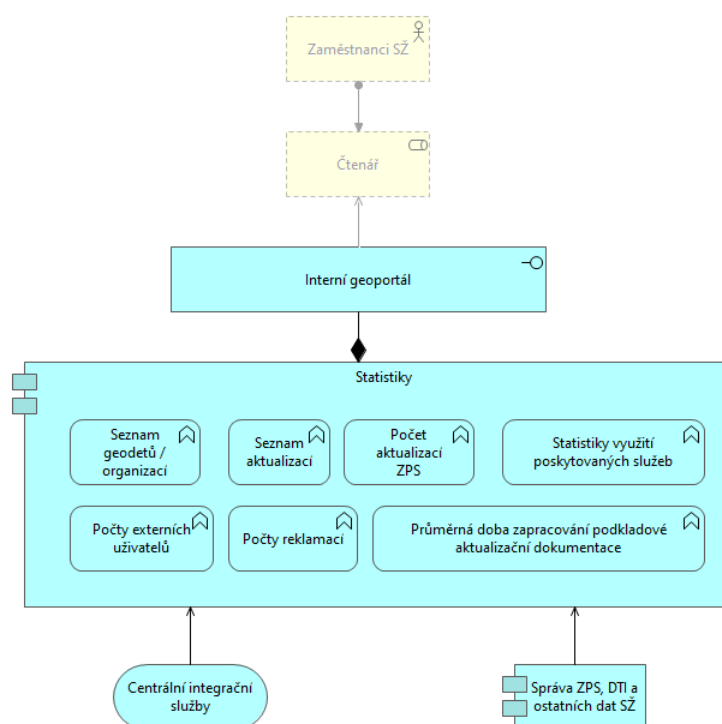 Zaměstnanci SŽ
Čtenář
Interní geoportál
Statistiky
Seznam
geodetů /
organizací
Seznam
aktualizací
Počet
aktualizací
ZPS
Statistiky využití
poskytovaných služeb
Počty externích
uživatelů
Počty reklamací
Průměrná doba zapracování podkladové
aktualizační dokumentace
Centrální integrační
služby
Správa ZPS, DTI a
ostatních dat SŽ